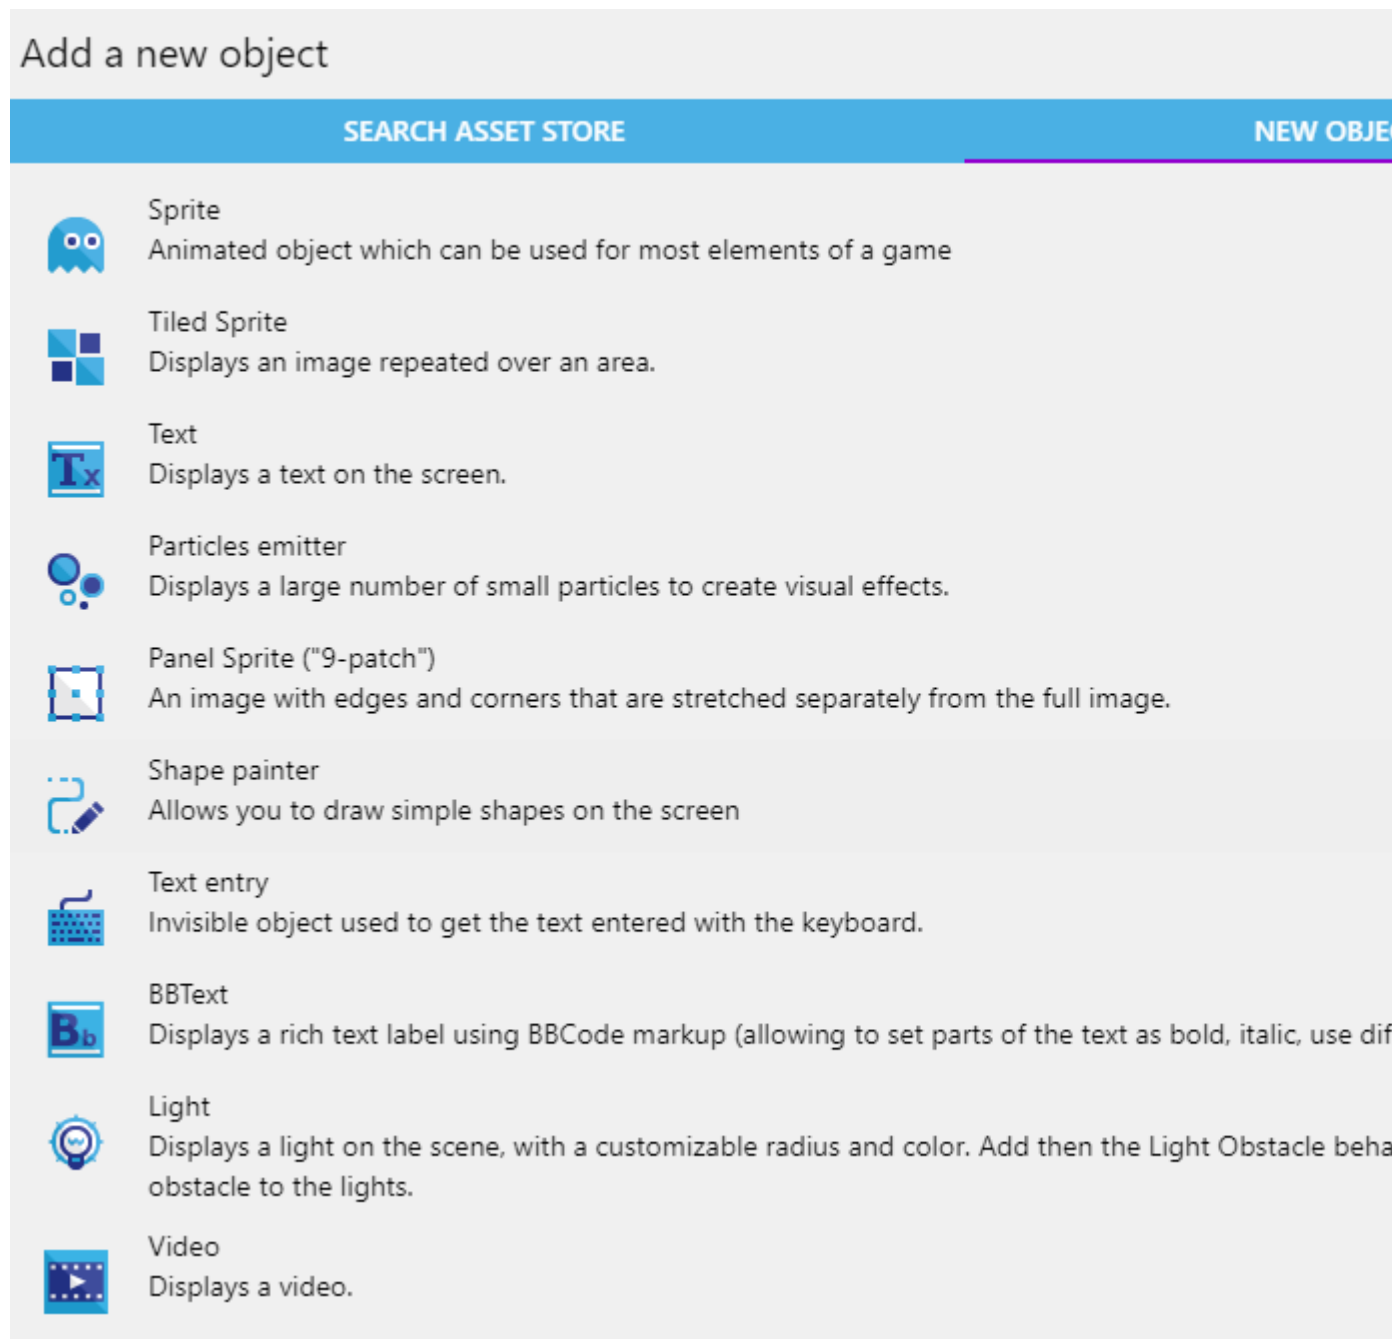 Add a new object
SEARCH ASSET STORE
NEW
Sprite
Animated object which can be used for most elements of a game
Tiled Sprite
Displays an image repeated over an area.
Tx
Text
Displays a text on the screen.
Particles emitter
Displays a large number of small particles to create visual effects.
Panel Sprite ("9-patch")
An image with edges and corners that are stretched separately from the full image.
Shape painter
Allows you to draw simple shapes on the screen
Text entry
Invisible object used to get the text entered with the keyboard.
Bb
BBText
Displays a rich text label using BBCode markup (allowing to set parts of the text as bold, italic, use
Light
Displays a light on the scene, with a customizable radius and color. Add then the Light Obstacle
obstacle to the lights.
Video
Displays a video.